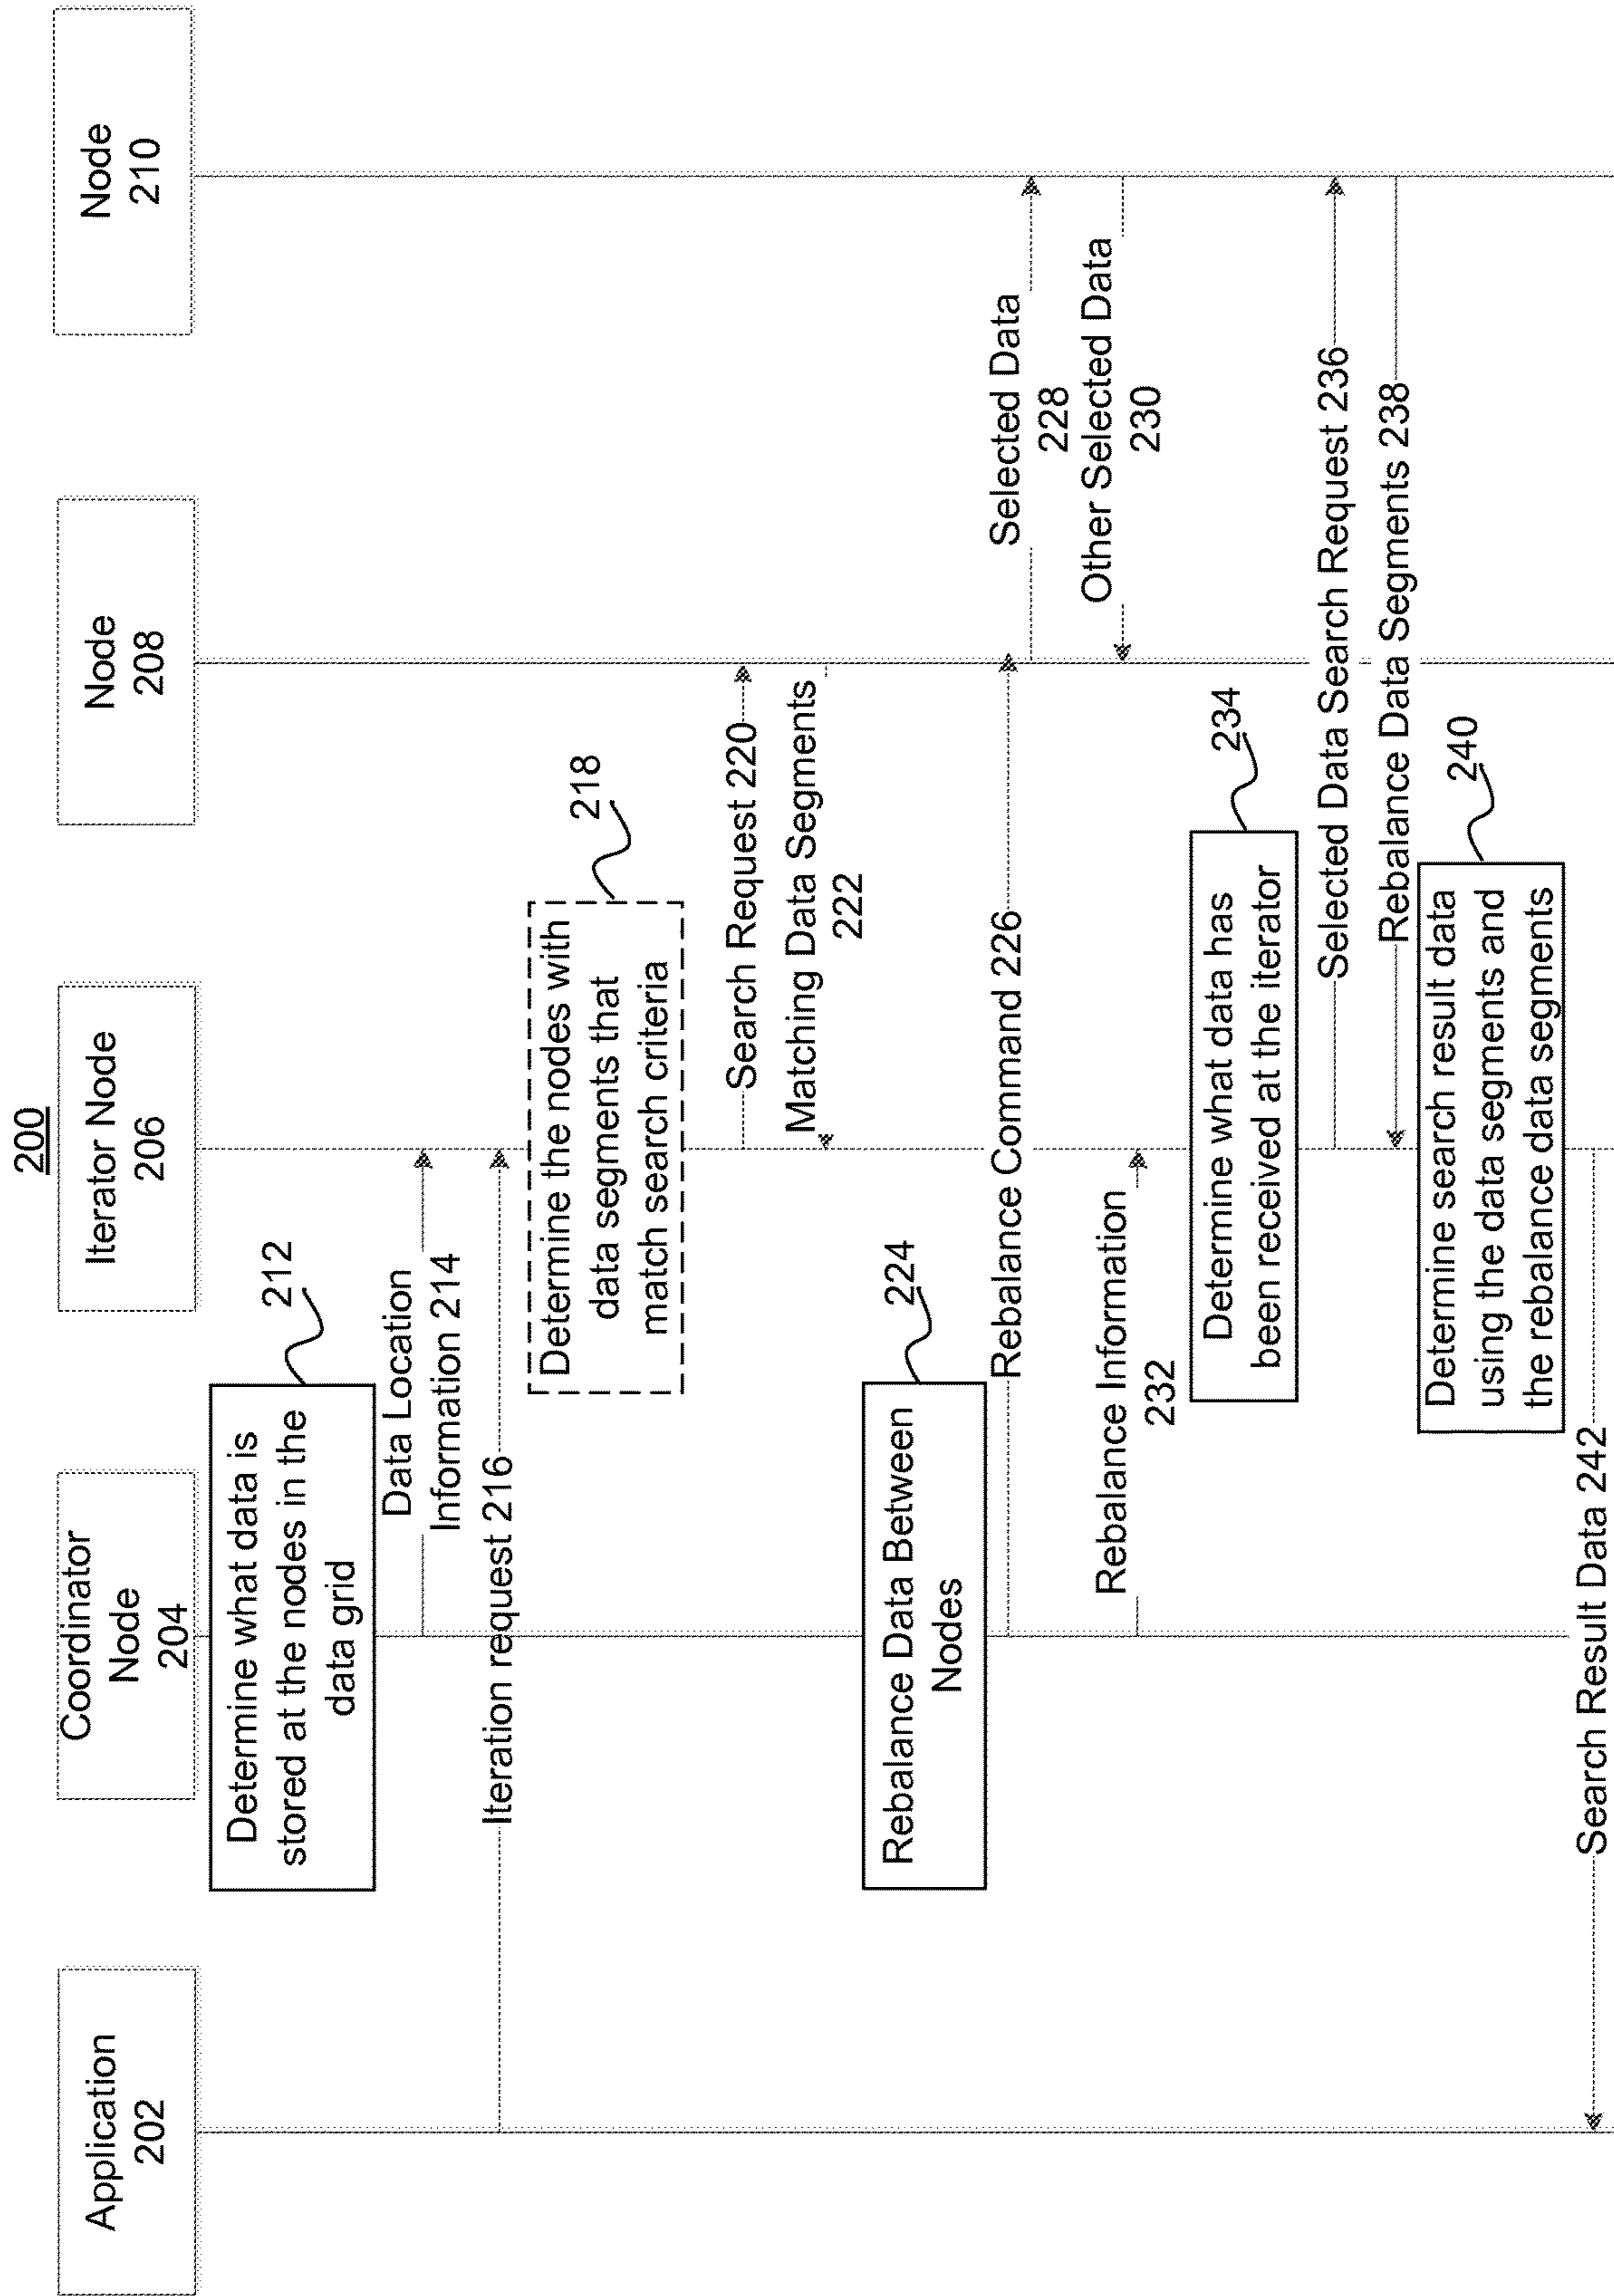 200
Application
202
Coordinator
Node
204
Iterator Node
206
Node
208
Node
210
Determine what data is
stored at the nodes in the
data grid
212
Data Location
Information 214
Iteration request 216
Determine the nodes with
data segments that
match search criteria
218
Search Request 220
Matching Data Segments
222
Rebalance Data Between
Nodes
224
Rebalance Command 226
Selected Data
228
Other Selected Data
230
Rebalance Information
232
Determine what data has
been received at the iterator
234
Selected Data Search Request 236
Rebalance Data Segments 238
Determine search result data
using the data segments and
the rebalance data segments
240
Search Result Data 242